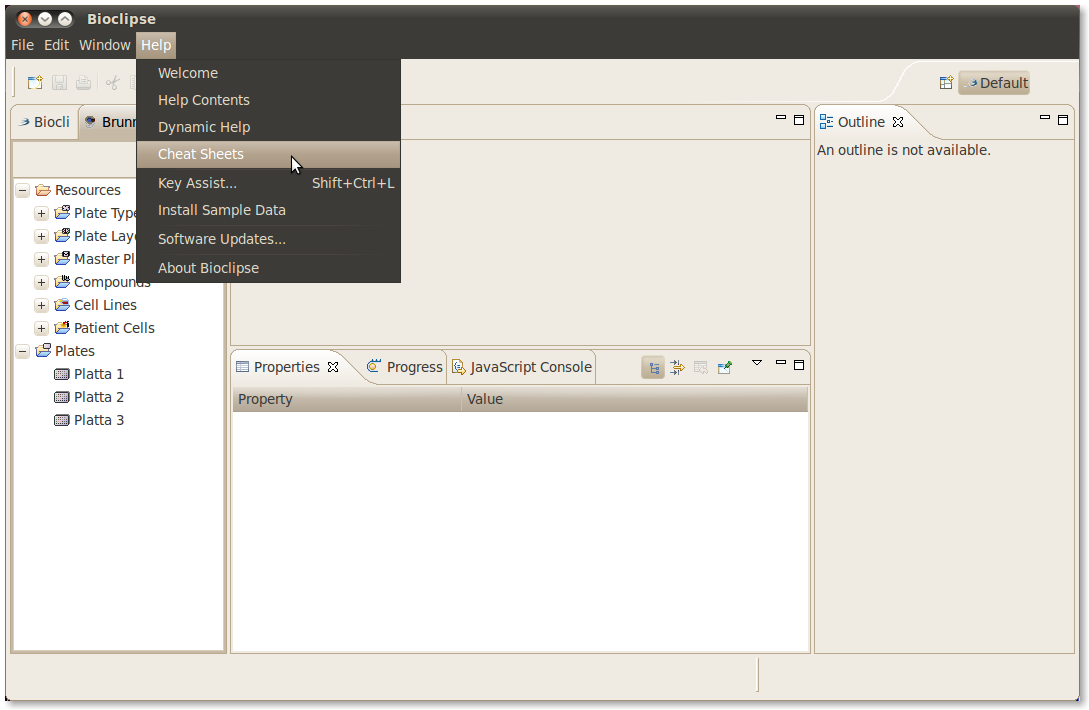 Bioclipse
File Edit Window Help
Welcome
Help Contents
Dynamic Help
Cheat Sheets
Key Assist... Shift+Ctrl+L
Install Sample Data
Software Updates...
About Bioclipse
Default
Biocli
Resources
Plate Type
Plate Lay
Master Pl
Compounds
Cell Lines
Patient Cells
Plates
Platta 1
Platta 2
Platta 3
Properties Progress JavaScript Console
Property Value
Outline
An outline is not available.